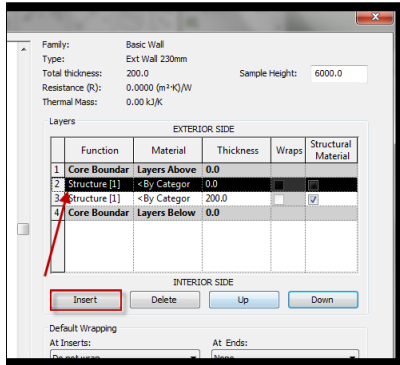 Family: Basic Wall
Type: Ext Wall 230mm
Total thickness: 200.0 Sample Height: 6000.0
Resistance (R): 0.0000 (m²·K)/W
Thermal Mass: 0.00 kJ/K
Layers
EXTERIOR SIDE
Function Material Thickness Wraps Structural Material
1 Core Boundar Layers Above 0.0
2 Structure [1] <By Categor 0.0
3 Structure [1] <By Categor 200.0
4 Core Boundar Layers Below 0.0
INTERIOR SIDE
Insert Delete Up Down
Default Wrapping
At Inserts: At Ends:
Do not wrap None